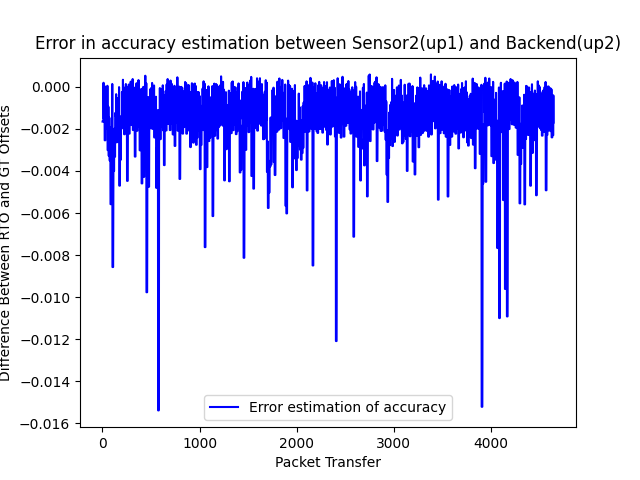 Error in accuracy estimation between Sensor2(up1) and Backend(up2)
Difference Between RTO and GT Offsets
0.000
−0.002
−0.004
−0.006
−0.008
−0.010
−0.012
−0.014
−0.016
Error estimation of accuracy
0 1000 2000 3000 4000
Packet Transfer